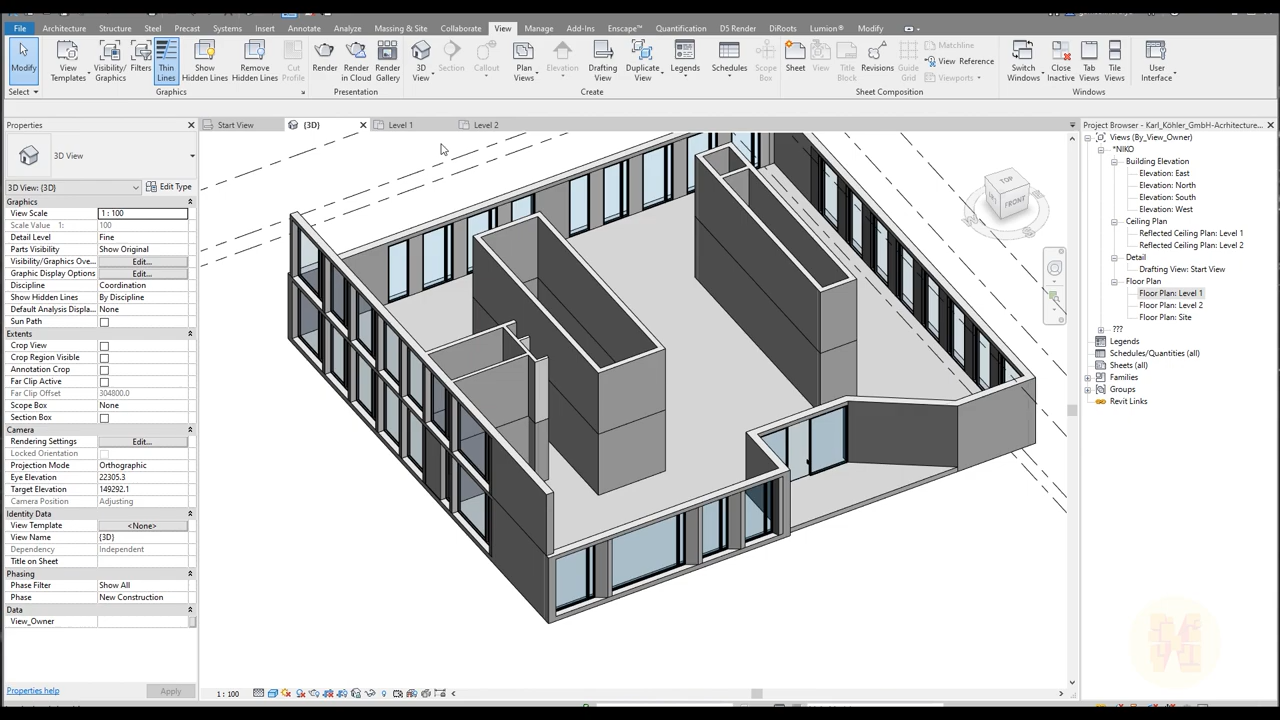 File Architecture Structure Steel Precast Systems Insert Annotate Analyze Massing & Site Collaborate View Manage Add-Ins Enscape™ Quantification D5 Render DiRoots Lumion® Modify
Modify View Templates Visibility/ Graphics Filters Thin Lines Show Hidden Lines Remove Hidden Lines Cut Profile Render Render in Cloud Render Gallery 3D View Section Callout Plan Views Elevation Drafting View Duplicate View Legends Schedules Scope Box Sheet View Title Block Revisions Guide Grid Matchline View Reference Viewports Switch Windows Close Inactive Tab Views Tile Views User Interface
Select Graphics Presentation Create Sheet Composition Windows
Properties
Start View {3D} Level 1 Level 2
3D View
3D View: {3D} Edit Type
Graphics
View Scale 1 : 100
Scale Value 1: 100
Detail Level Fine
Parts Visibility Show Original
Visibility/Graphics Ove... Edit...
Graphic Display Options Edit...
Discipline Coordination
Show Hidden Lines By Discipline
Default Analysis Displa... None
Sun Path
Extents
Crop View
Crop Region Visible
Annotation Crop
Far Clip Active
Far Clip Offset 304800.0
Scope Box None
Section Box
Camera
Rendering Settings Edit...
Locked Orientation
Projection Mode Orthographic
Eye Elevation 22305.3
Target Elevation 149292.1
Camera Position Adjusting
Identity Data
View Template <None>
View Name {3D}
Dependency Independent
Title on Sheet
Phasing
Phase Filter Show All
Phase New Construction
Data
View_Owner
Properties help Apply
TOP
FRONT
1 : 100
Project Browser - Karl_Köhler_GmbH-Acrhitecture...
Views (By_View_Owner)
*NIKO
Building Elevation
Elevation: East
Elevation: North
Elevation: South
Elevation: West
Ceiling Plan
Reflected Ceiling Plan: Level 1
Reflected Ceiling Plan: Level 2
Detail
Drafting View: Start View
Floor Plan
Floor Plan: Level 1
Floor Plan: Level 2
Floor Plan: Site
???
Legends
Schedules/Quantities (all)
Sheets (all)
Families
Groups
Revit Links